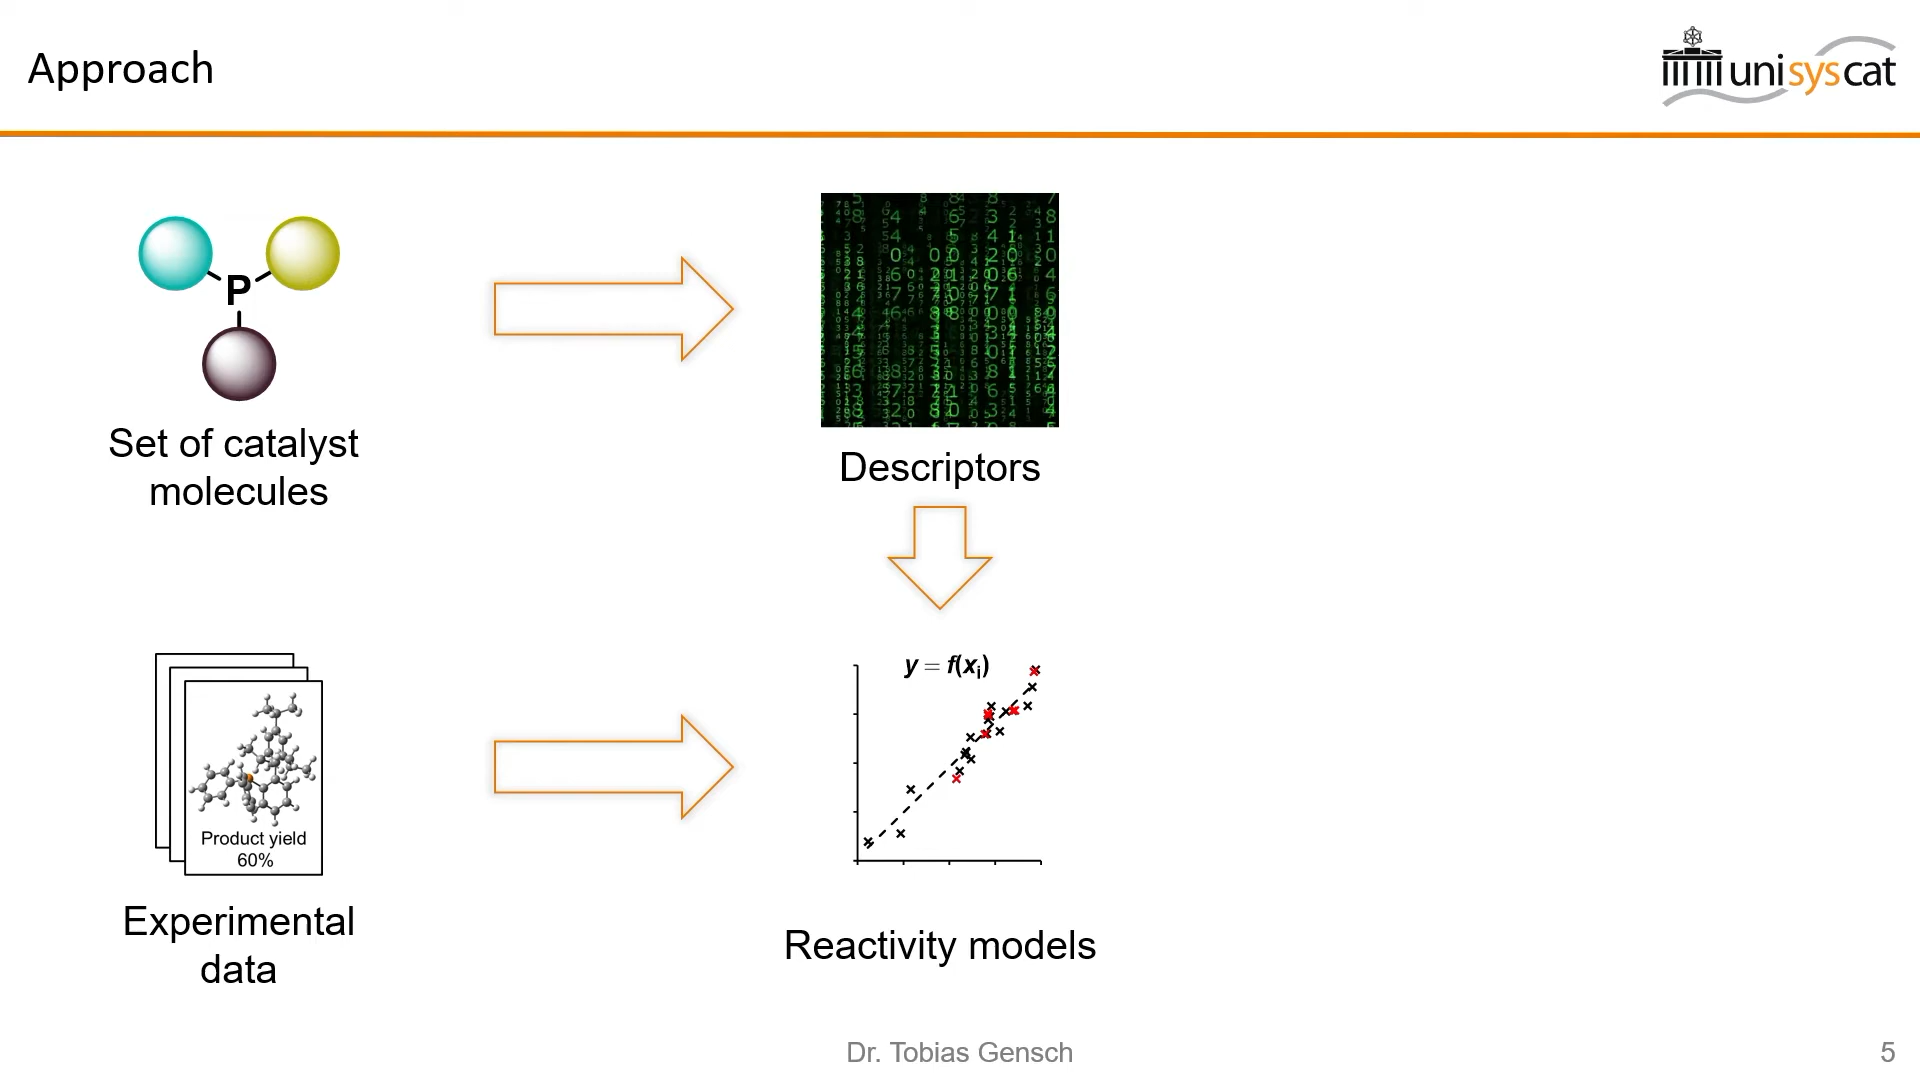 Approach
unisyscat
P
Set of catalyst
molecules
Descriptors
Product yield
60%
Experimental
data
y = f(xi)
Reactivity models
Dr. Tobias Gensch
5